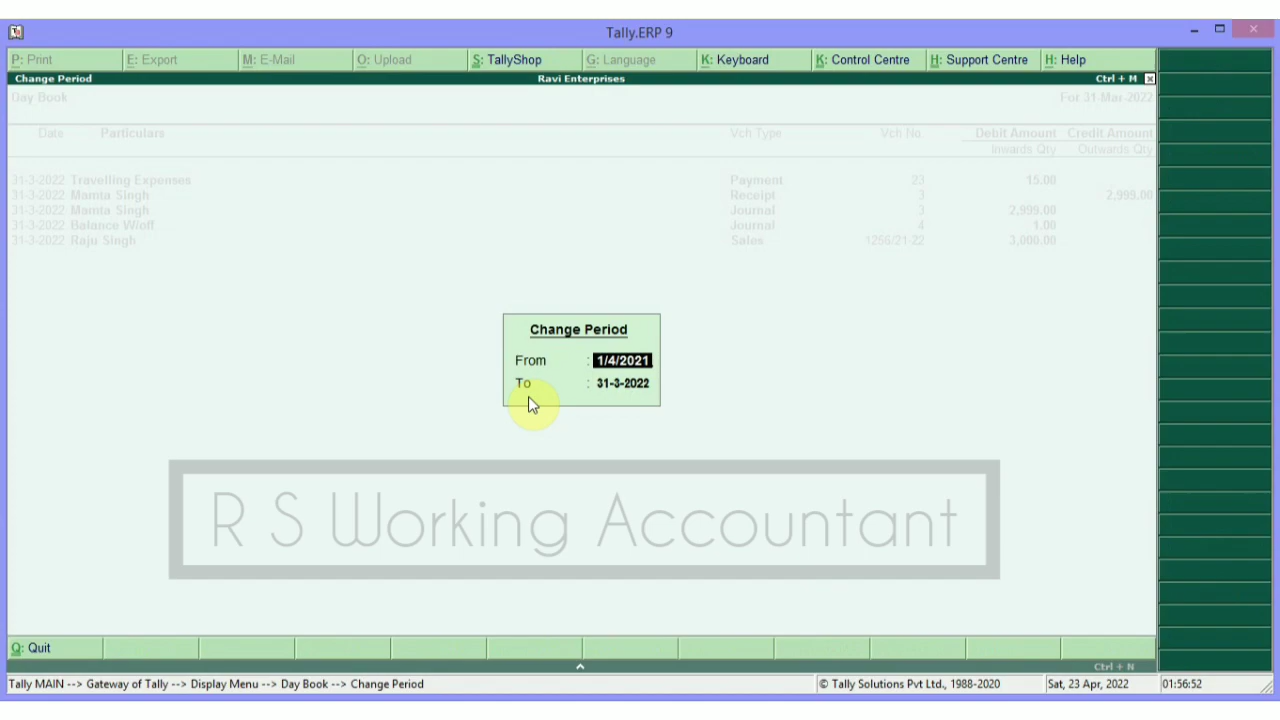 Tally.ERP 9
P: Print E: Export M: E-Mail O: Upload S: TallyShop G: Language K: Keyboard K: Control Centre H: Support Centre H: Help
Change Period Ravi Enterprises Ctrl + M
Day Book For 31-Mar-2022
Date Particulars Vch Type Vch No. Debit Amount Credit Amount
Inwards Qty Outwards Qty
31-3-2022 Travelling Expenses Payment 23 15.00
31-3-2022 Mamta Singh Receipt 3 2,999.00
31-3-2022 Mamta Singh Journal 3 2,999.00
31-3-2022 Balance W/off Journal 4 1.00
31-3-2022 Raju Singh Sales 1256/21-22 3,000.00
Change Period
From : 1/4/2021
To : 31-3-2022
R S Working Accountant
Q: Quit
Ctrl + N
Tally MAIN --> Gateway of Tally --> Display Menu --> Day Book --> Change Period © Tally Solutions Pvt Ltd., 1988-2020 Sat, 23 Apr, 2022 01:56:52